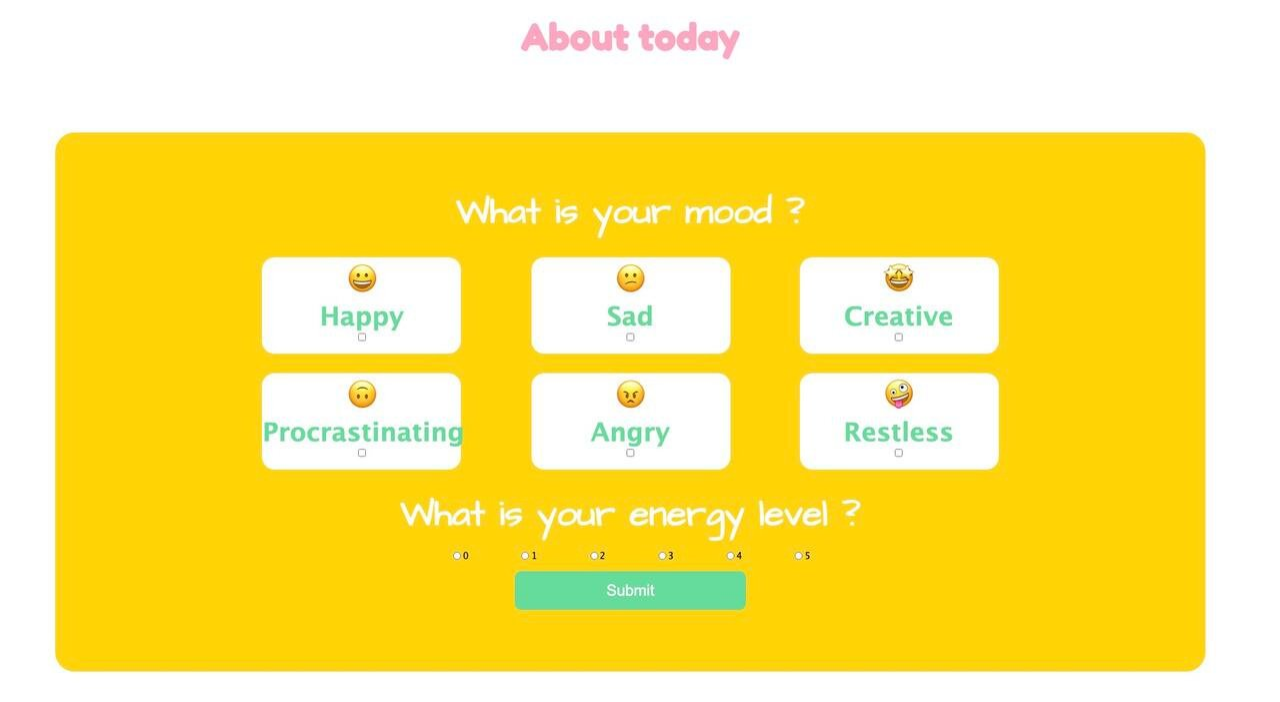 About today
What is your mood ?
Happy Sad Creative
Procrastinating Angry Restless
What is your energy level ?
0 1 2 3 4 5
Submit